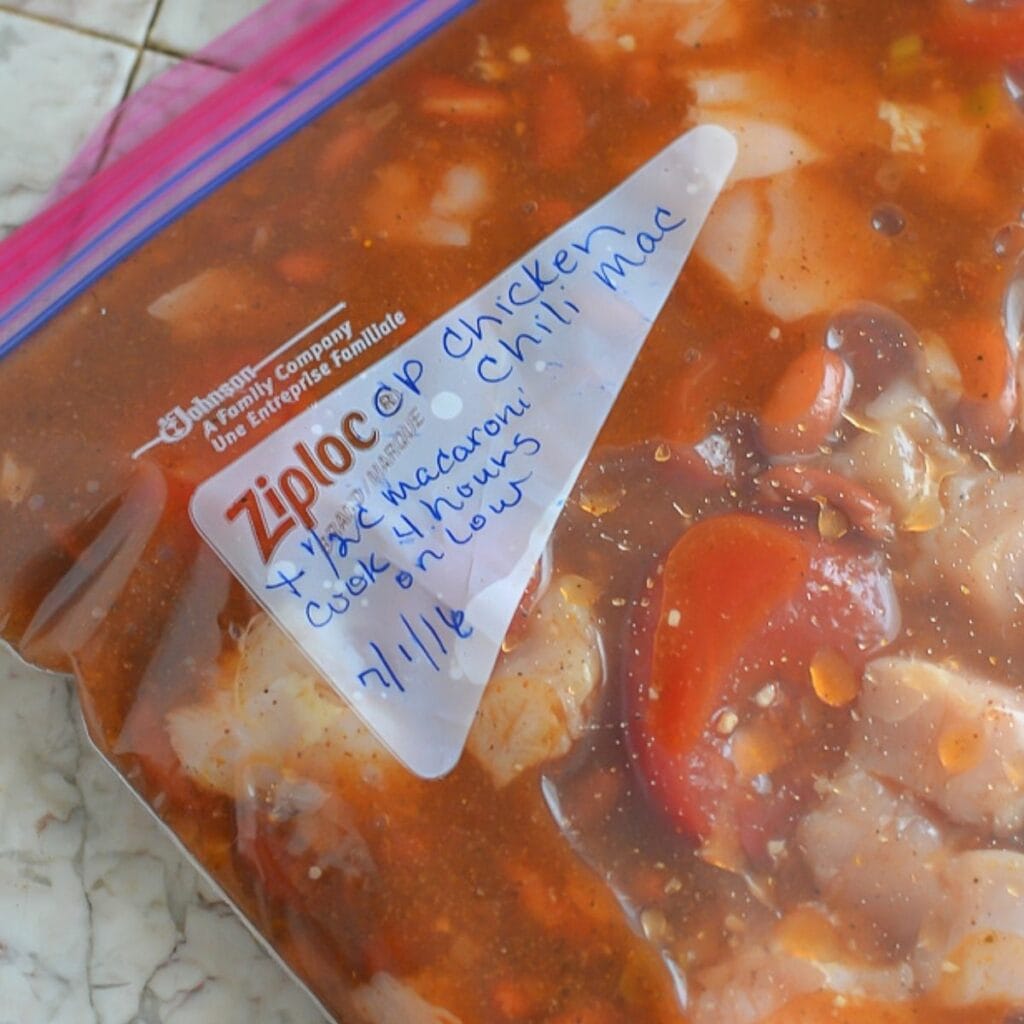 Johnson
A Family Company
Une Entreprise Familiale
Ziploc®
BRAND/MARQUE
CP Chicken
Chili Mac
+ 1/2 C macaroni
Cook 4 hours
on Low
7/1/16